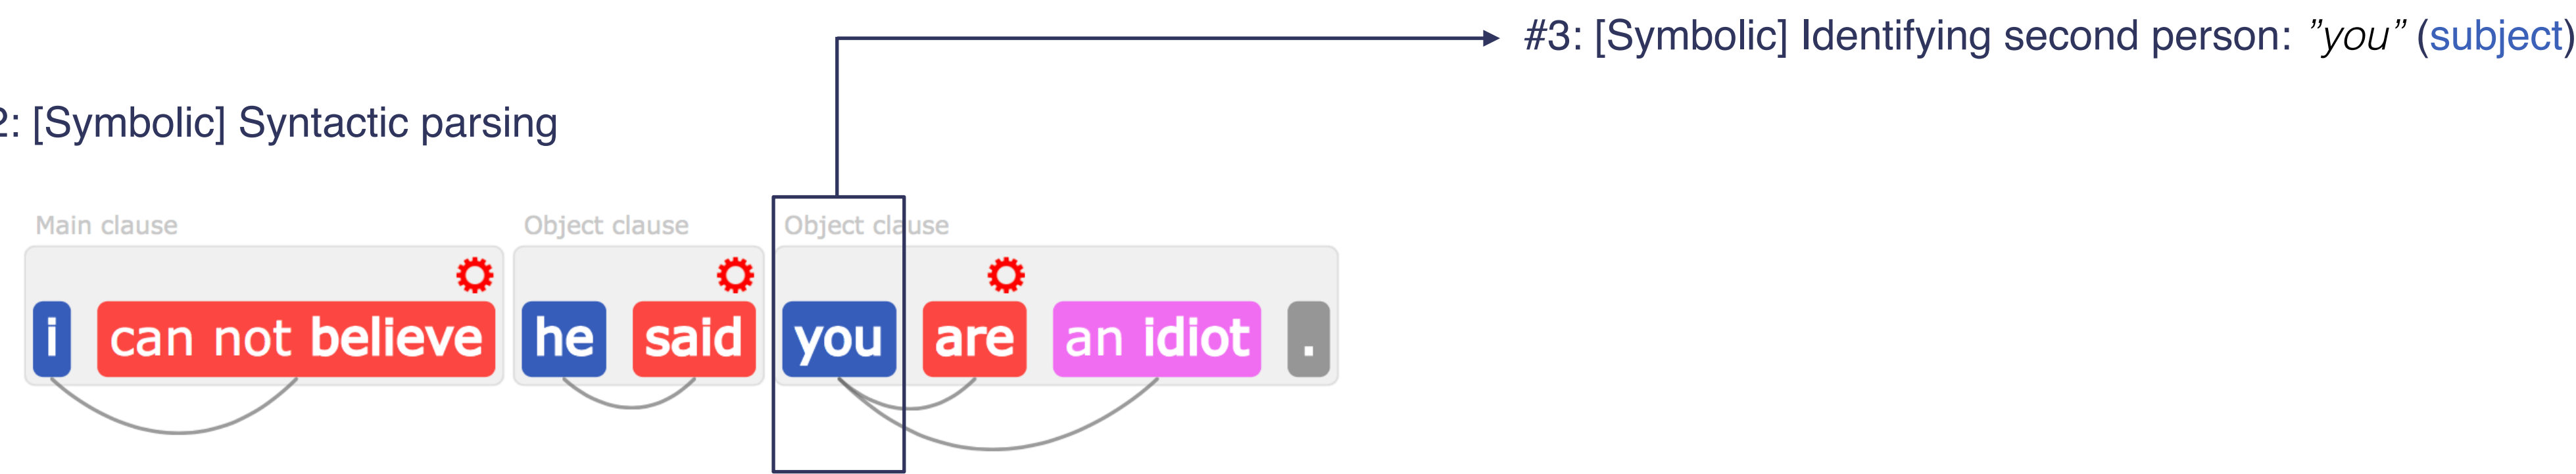 #3: [Symbolic] Identifying second person: ”you” (subject)
2: [Symbolic] Syntactic parsing
Main clause Object clause Object clause
i can not believe he said you are an idiot .